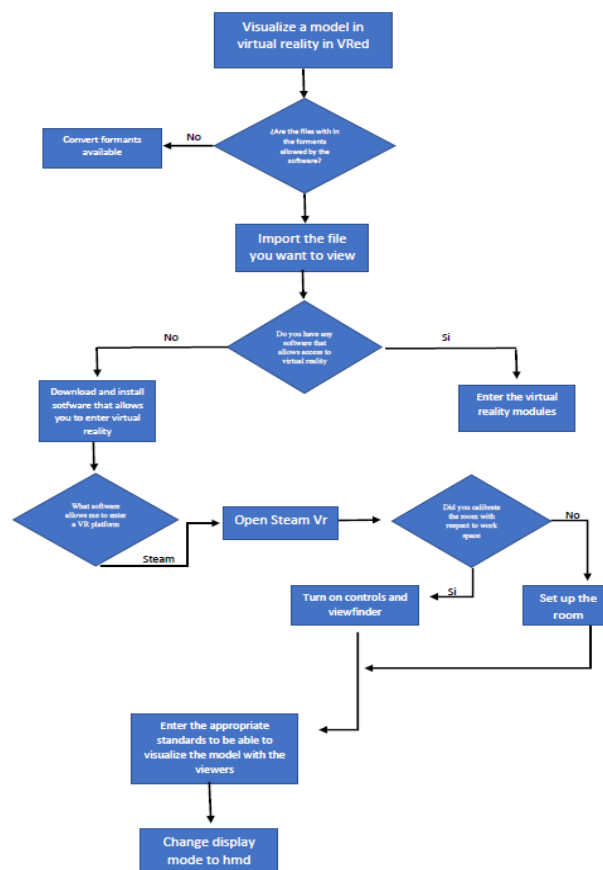 Visualize a model in
virtual reality in VRed
¿Are the files with in
the formants
allowed by the
software?
No
Convert formants
available
Import the file
you want to view
Do you have any
software that
allows access to
virtual reality
No
Si
Download and install
sotfware that allows
you to enter virtual
reality
Enter the virtual
reality modules
What software
allows me to enter
a VR platform
Steam
Open Steam Vr
Did you calibrate
the room with
respect to work
space
No
Si
Turn on controls and
viewfinder
Set up the
room
Enter the appropriate
standards to be able to
visualize the model with the
viewers
Change display
mode to hmd